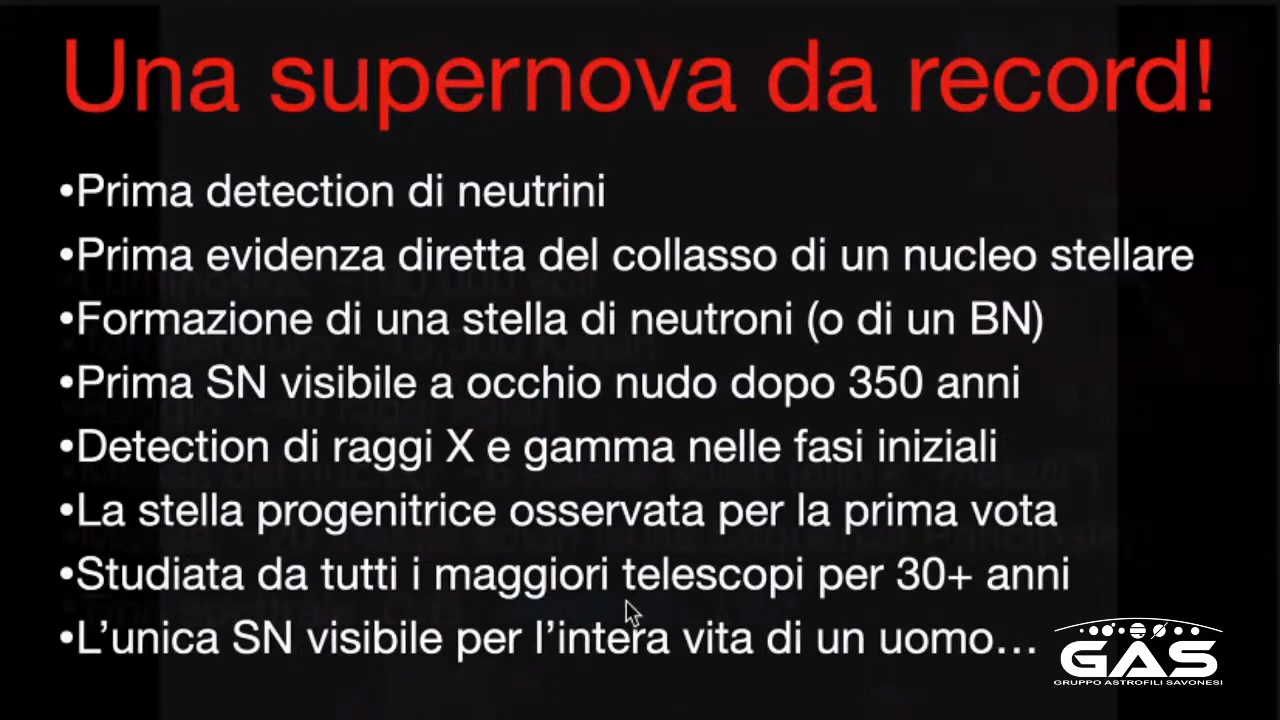 Una supernova da record!
•Prima detection di neutrini
•Prima evidenza diretta del collasso di un nucleo stellare
•Formazione di una stella di neutroni (o di un BN)
•Prima SN visibile a occhio nudo dopo 350 anni
•Detection di raggi X e gamma nelle fasi iniziali
•La stella progenitrice osservata per la prima vota
•Studiata da tutti i maggiori telescopi per 30+ anni
•L’unica SN visibile per l’intera vita di un uomo…
GAS
GRUPPO ASTROFILI SAVONESI